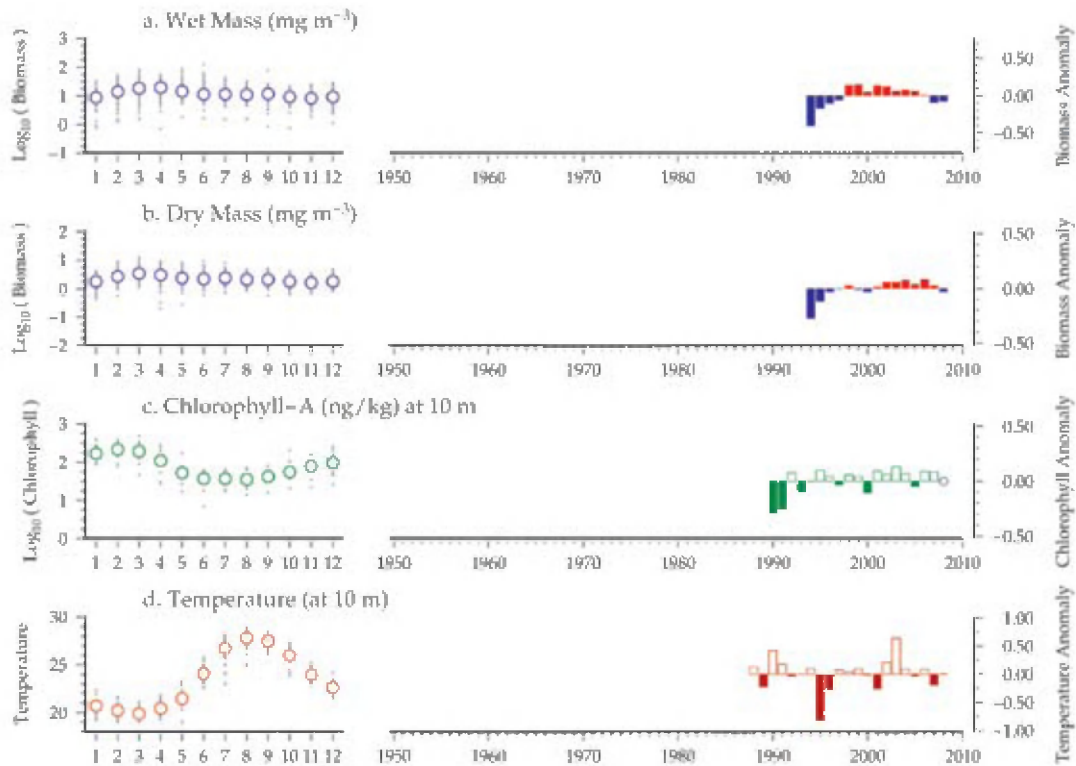 a. Wet Mass (mg m⁻³)
Log₁₀ ( Biomass )
3
2
1
0
−1
1 2 3 4 5 6 7 8 9 10 11 12
1950 1960 1970 1980 1990 2000 2010
0.50
0.00
−0.50
Biomass Anomaly
b. Dry Mass (mg m⁻³)
Log₁₀ ( Biomass )
2
1
0
−1
−2
1 2 3 4 5 6 7 8 9 10 11 12
1950 1960 1970 1980 1990 2000 2010
0.50
0.00
−0.50
Biomass Anomaly
c. Chlorophyll−A (ng/kg) at 10 m
Log₁₀ ( Chlorophyll )
3
2
1
0
1 2 3 4 5 6 7 8 9 10 11 12
1950 1960 1970 1980 1990 2000 2010
0.50
0.00
−0.50
Chlorophyll Anomaly
d. Temperature (at 10 m)
Temperature
30
25
20
1 2 3 4 5 6 7 8 9 10 11 12
1950 1960 1970 1980 1990 2000 2010
1.00
0.50
0.00
−0.50
−1.00
Temperature Anomaly